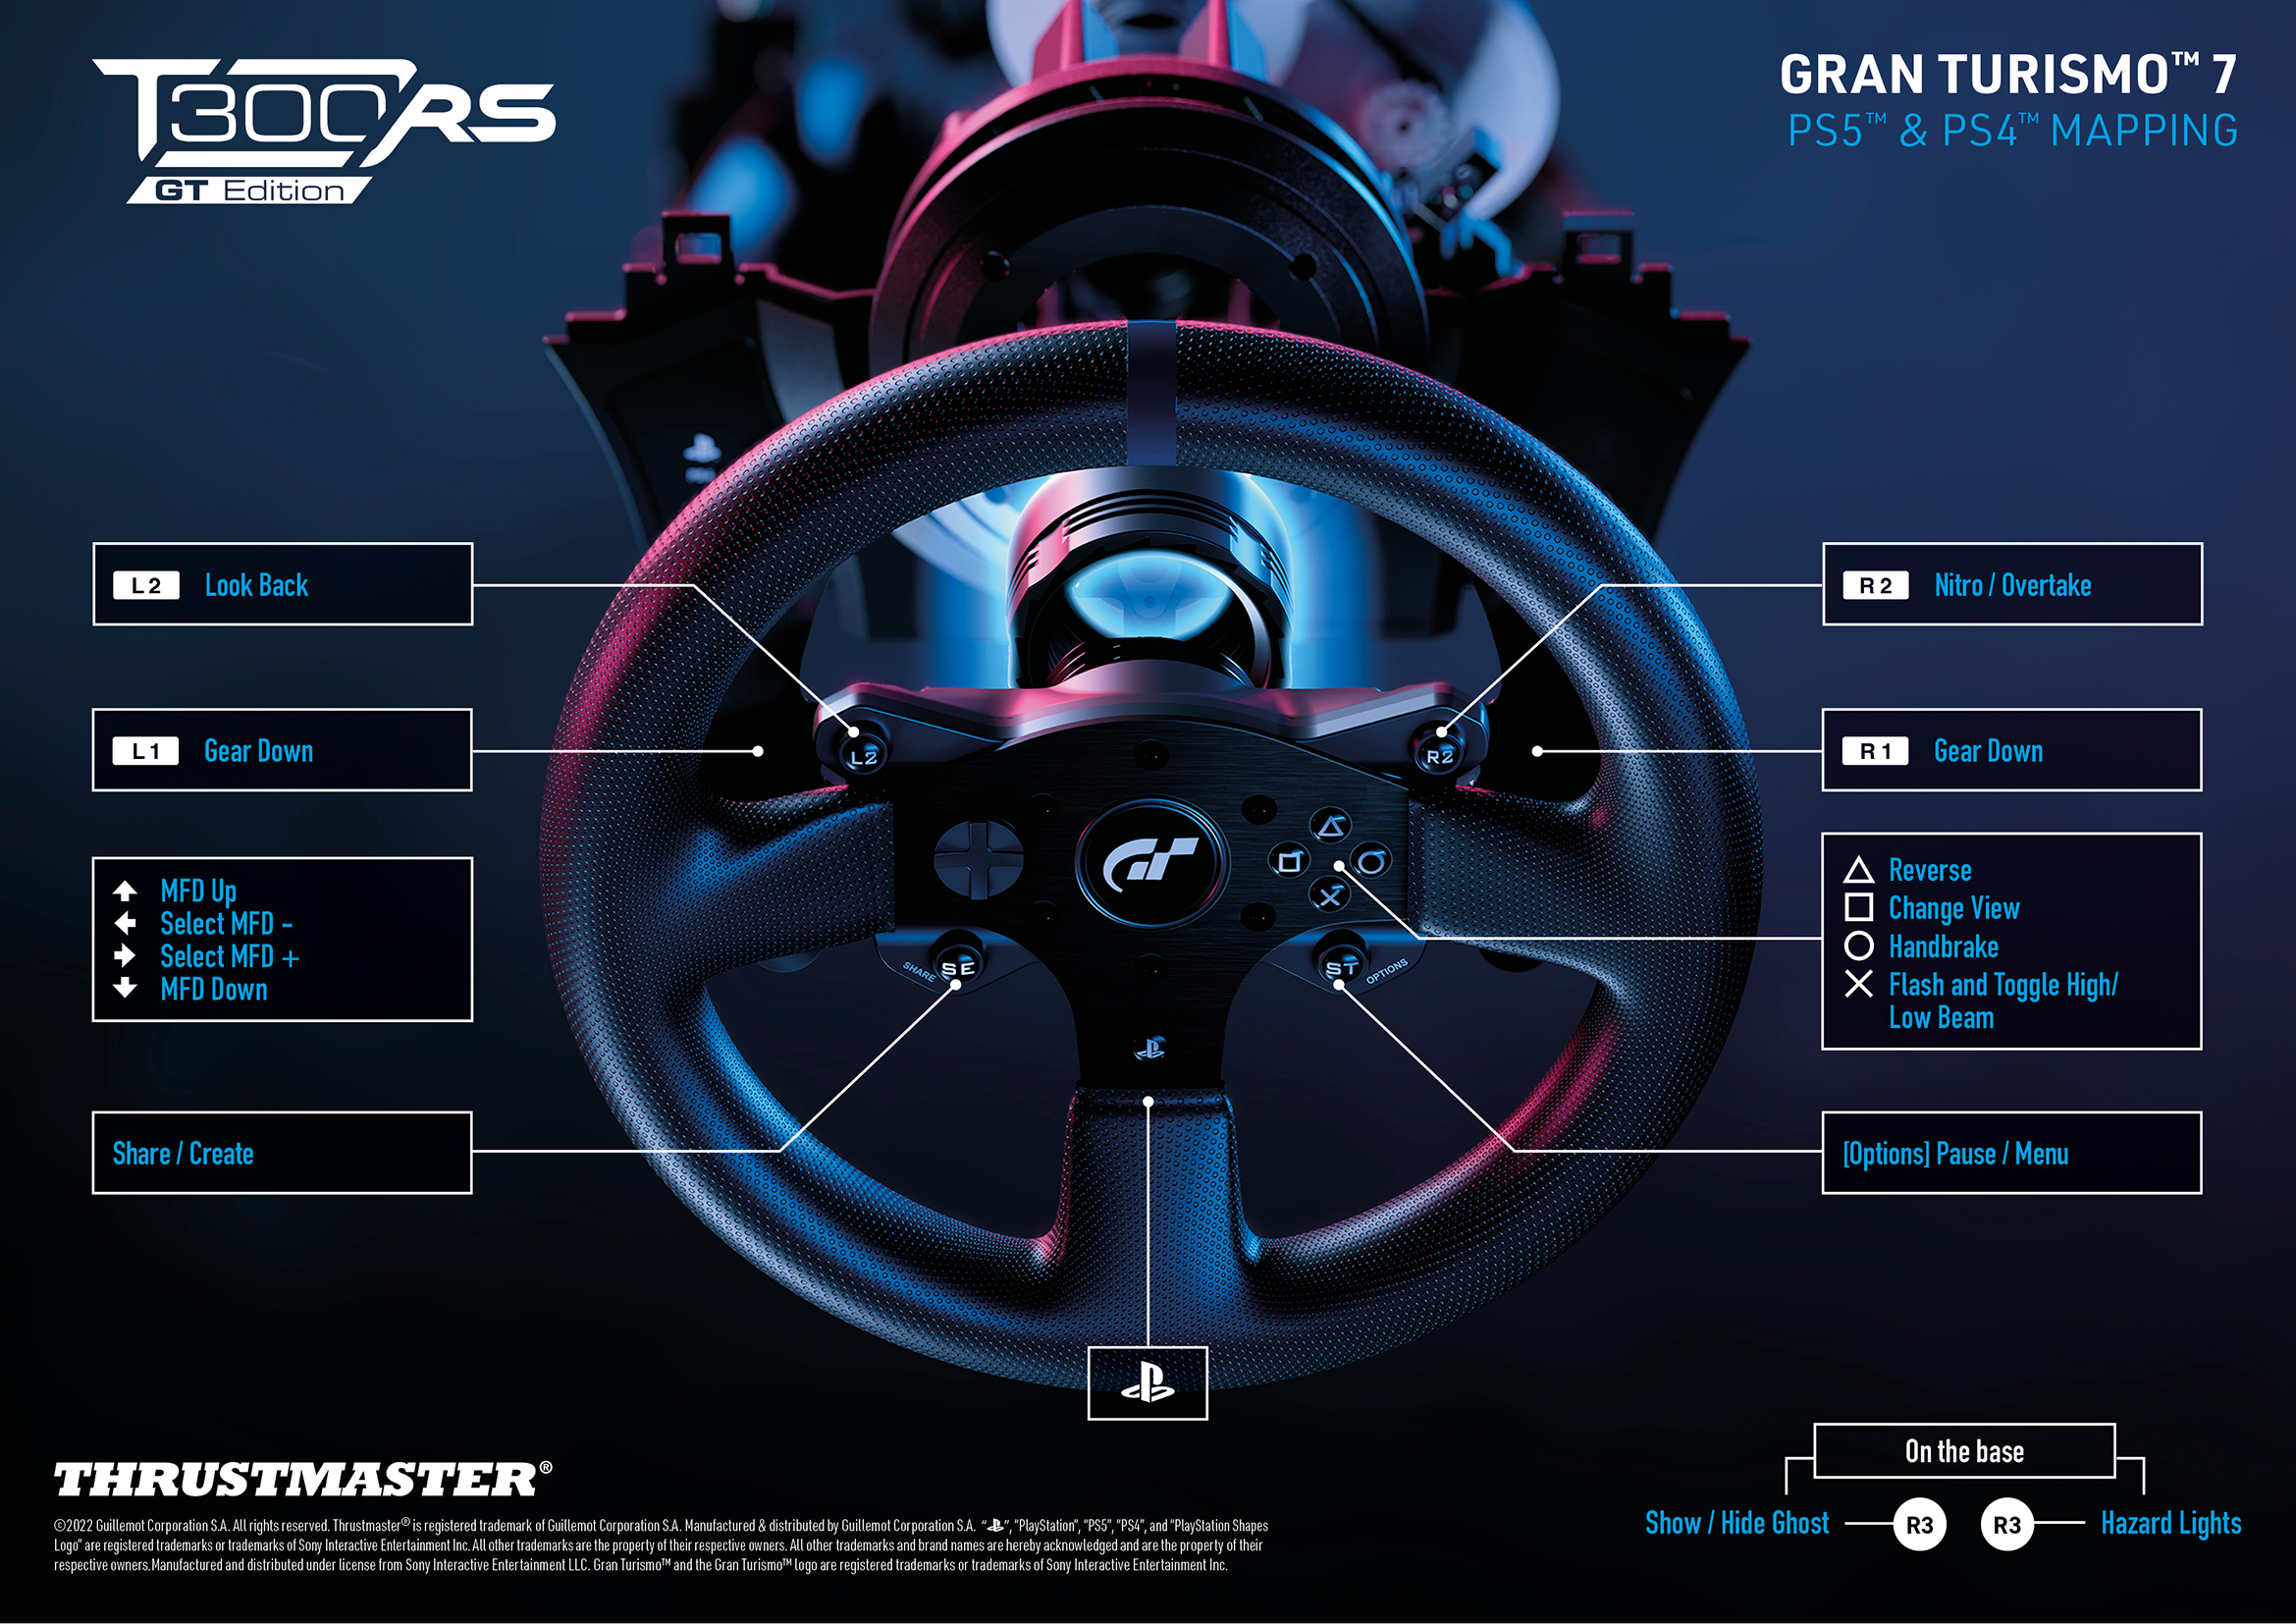 T300RS
GT Edition
GRAN TURISMO™ 7
PS5™ & PS4™ MAPPING
L2 Look Back
L1 Gear Down
MFD Up
Select MFD -
Select MFD +
MFD Down
Share / Create
R2 Nitro / Overtake
R1 Gear Down
Reverse
Change View
Handbrake
Flash and Toggle High/
Low Beam
[Options] Pause / Menu
L2
R2
GT
SHARE SE
ST OPTIONS
On the base
Show / Hide Ghost R3 R3 Hazard Lights
THRUSTMASTER®
©2022 Guillemot Corporation S.A. All rights reserved. Thrustmaster® is registered trademark of Guillemot Corporation S.A. Manufactured & distributed by Guillemot Corporation S.A. “ ”, “PlayStation”, “PS5”, “PS4”, and “PlayStation Shapes
Logo” are registered trademarks or trademarks of Sony Interactive Entertainment Inc. All other trademarks are the property of their respective owners. All other trademarks and brand names are hereby acknowledged and are the property of their
respective owners.Manufactured and distributed under license from Sony Interactive Entertainment LLC. Gran Turismo™ and the Gran Turismo™ logo are registered trademarks or trademarks of Sony Interactive Entertainment Inc.